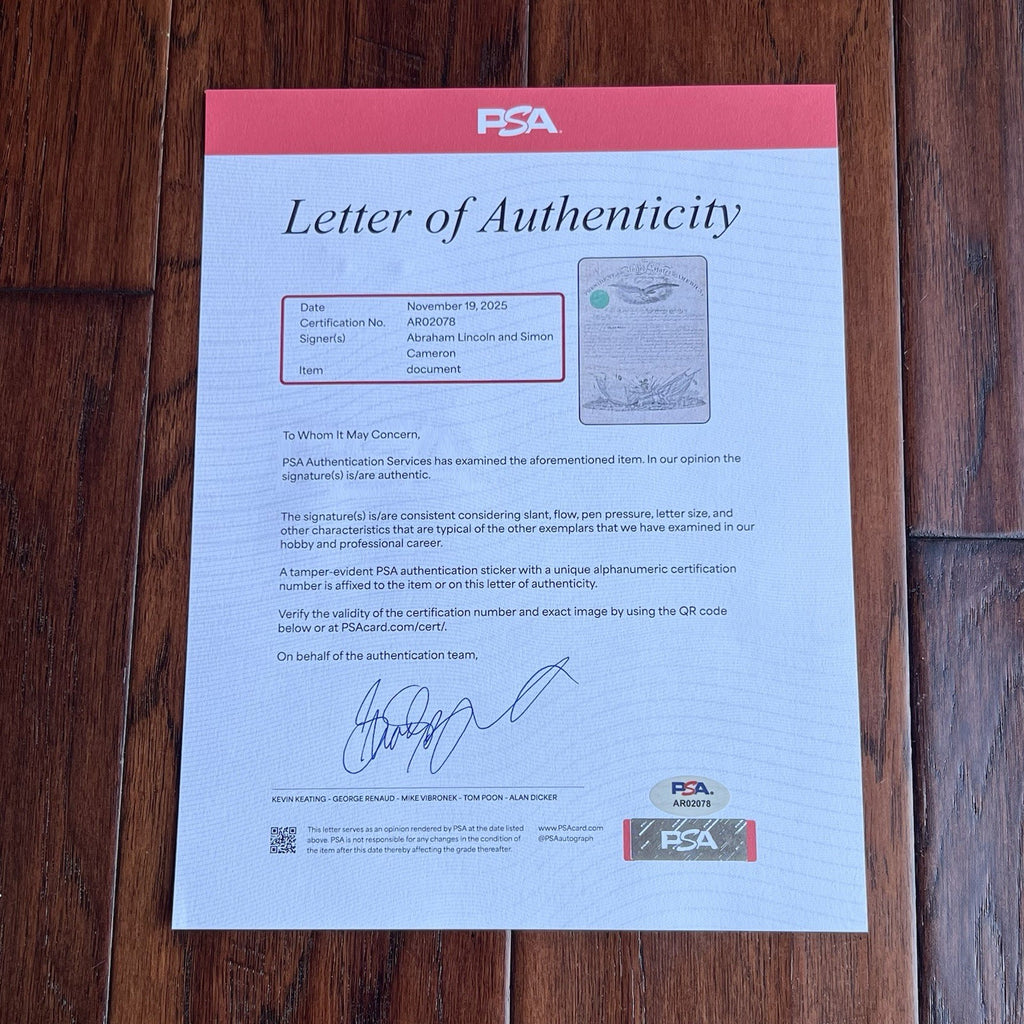 PSA
Letter of Authenticity
Date November 19, 2025
Certification No. AR02078
Signer(s) Abraham Lincoln and Simon
Cameron
Item document
To Whom It May Concern,
PSA Authentication Services has examined the aforementioned item. In our opinion the
signature(s) is/are authentic.
The signature(s) is/are consistent considering slant, flow, pen pressure, letter size, and
other characteristics that are typical of the other exemplars that we have examined in our
hobby and professional career.
A tamper-evident PSA authentication sticker with a unique alphanumeric certification
number is affixed to the item or on this letter of authenticity.
Verify the validity of the certification number and exact image by using the QR code
below or at PSAcard.com/cert/.
On behalf of the authentication team,
KEVIN KEATING - GEORGE RENAUD - MIKE VIBRONEK - TOM POON - ALAN DICKER
This letter serves as an opinion rendered by PSA at the date listed
above. PSA is not responsible for any changes in the condition of
the item after this date thereby affecting the grade thereafter.
www.PSAcard.com
@PSAautograph
PSA.
AR02078
PSA